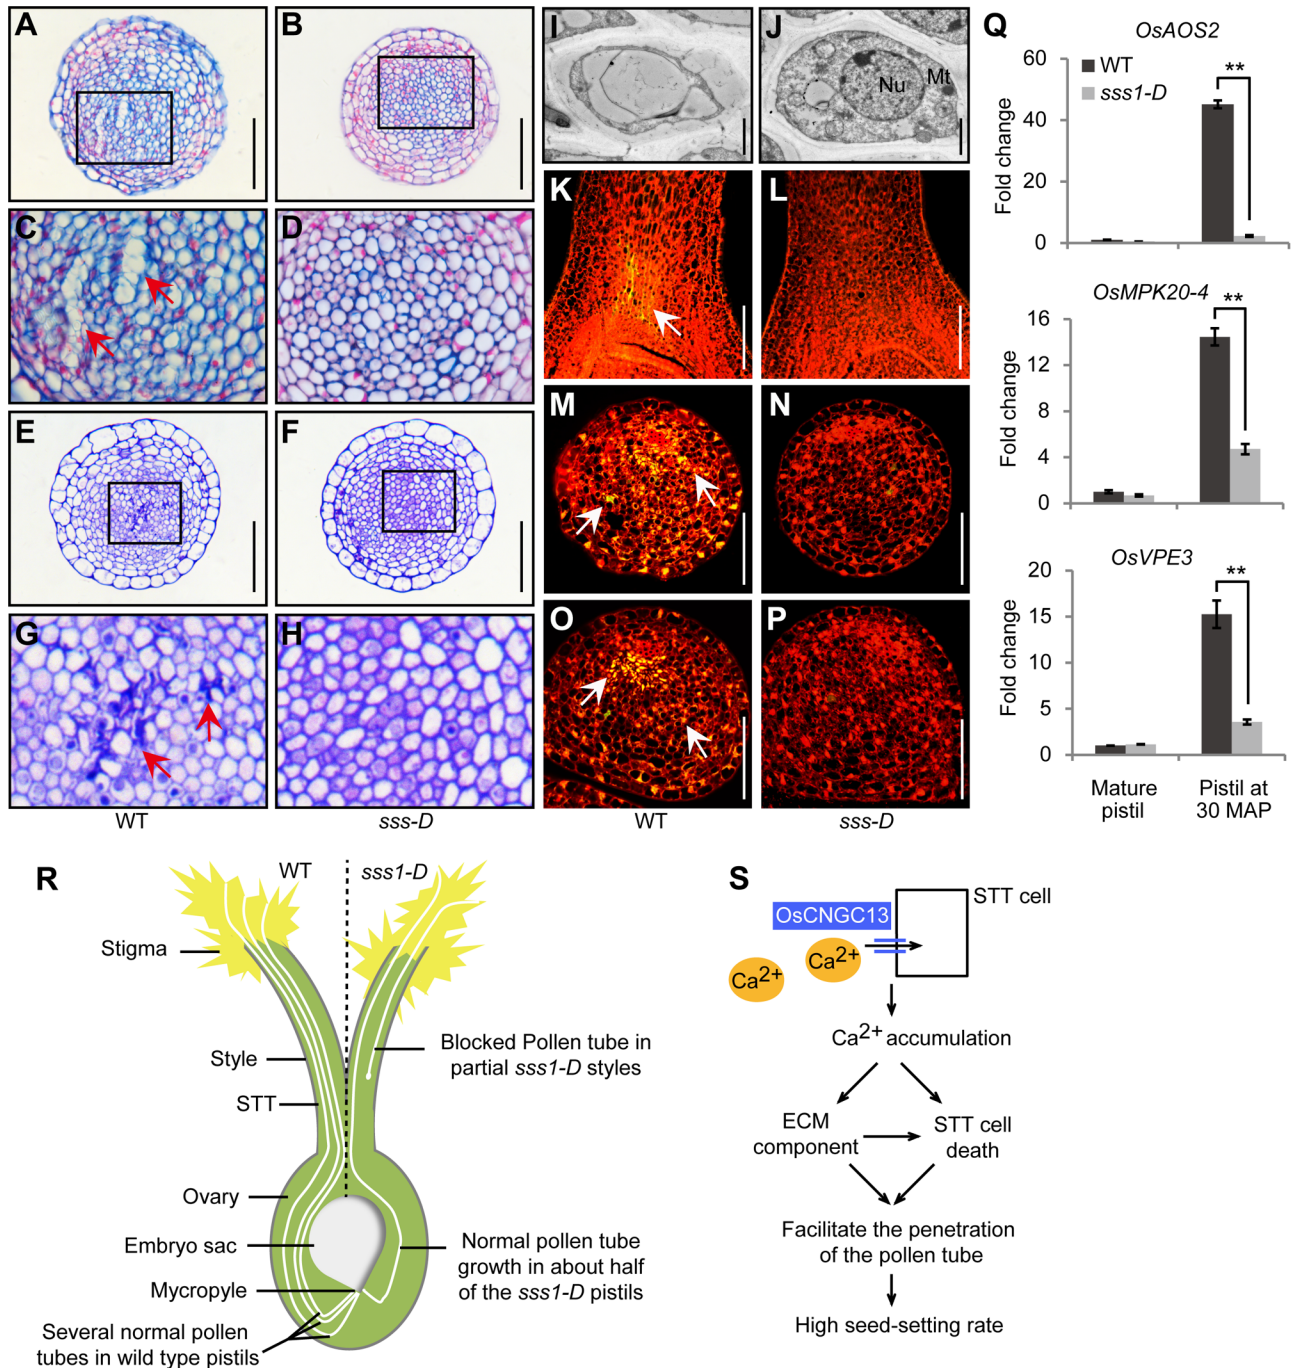 A
B
C
D
E
F
G
H
WT
sss-D
I
J
Nu
Mt
K
L
M
N
O
P
WT
sss-D
Q
OsAOS2
WT
sss1-D
**
Fold change
60
40
20
0
OsMPK20-4
**
Fold change
16
12
8
4
0
OsVPE3
**
Fold change
20
15
10
5
0
Mature
pistil
Pistil at
30 MAP
R
WT
sss1-D
Stigma
Style
STT
Ovary
Embryo sac
Mycropyle
Several normal pollen
tubes in wild type pistils
Blocked Pollen tube in
partial sss1-D styles
Normal pollen tube
growth in about half
of the sss1-D pistils
S
OsCNGC13
STT cell
Ca2+
Ca2+
Ca2+ accumulation
ECM
component
STT cell
death
Facilitate the penetration
of the pollen tube
High seed-setting rate